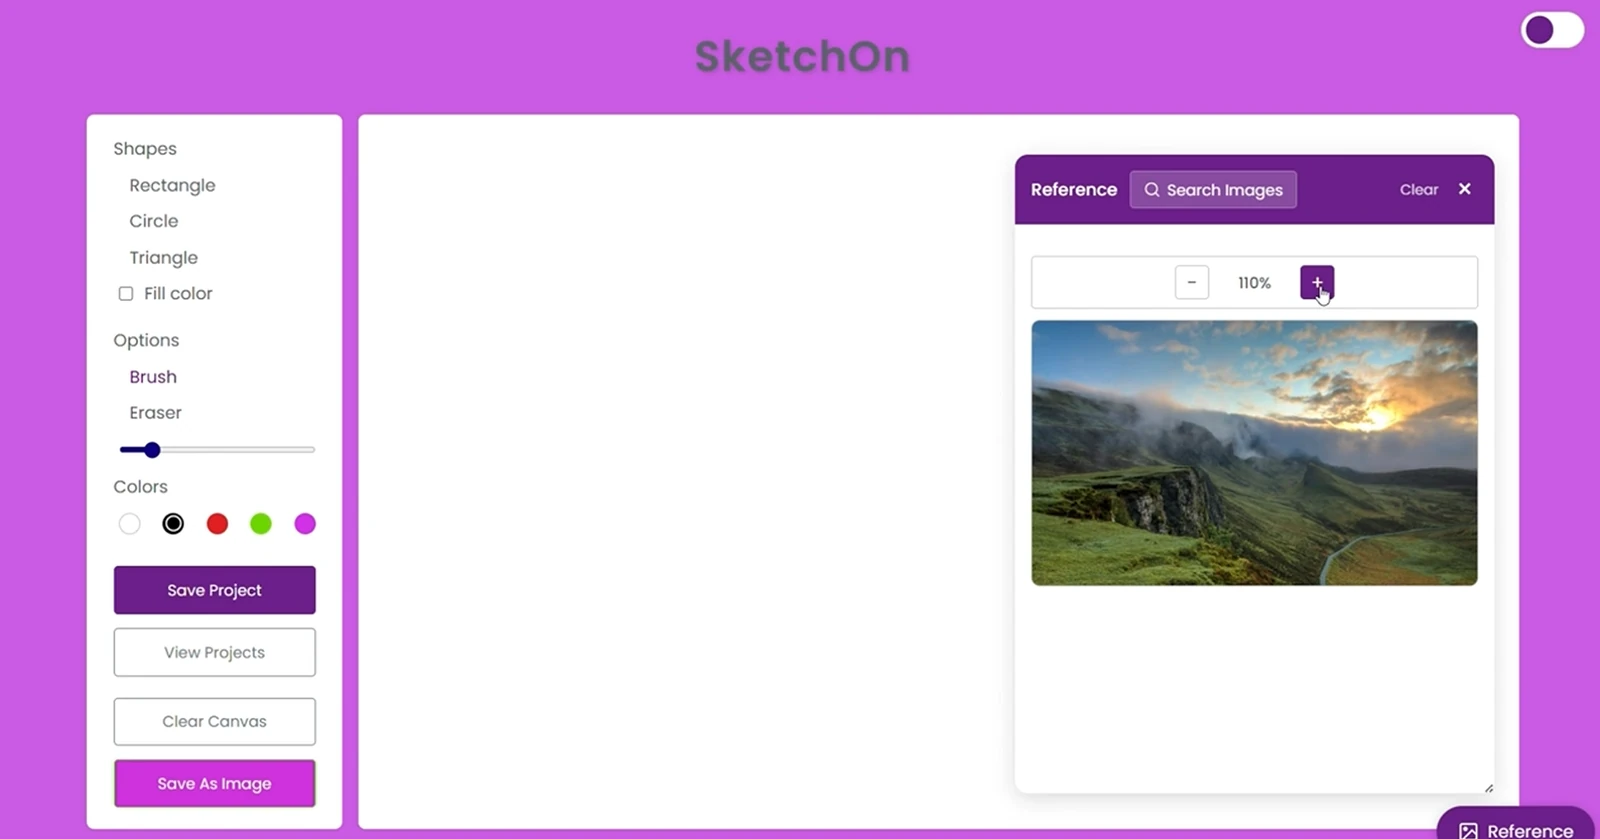 SketchOn
Shapes
Rectangle
Circle
Triangle
Fill color
Options
Brush
Eraser
Colors
Save Project
View Projects
Clear Canvas
Save As Image
Reference
Search Images
Clear
×
- 110% +
Reference